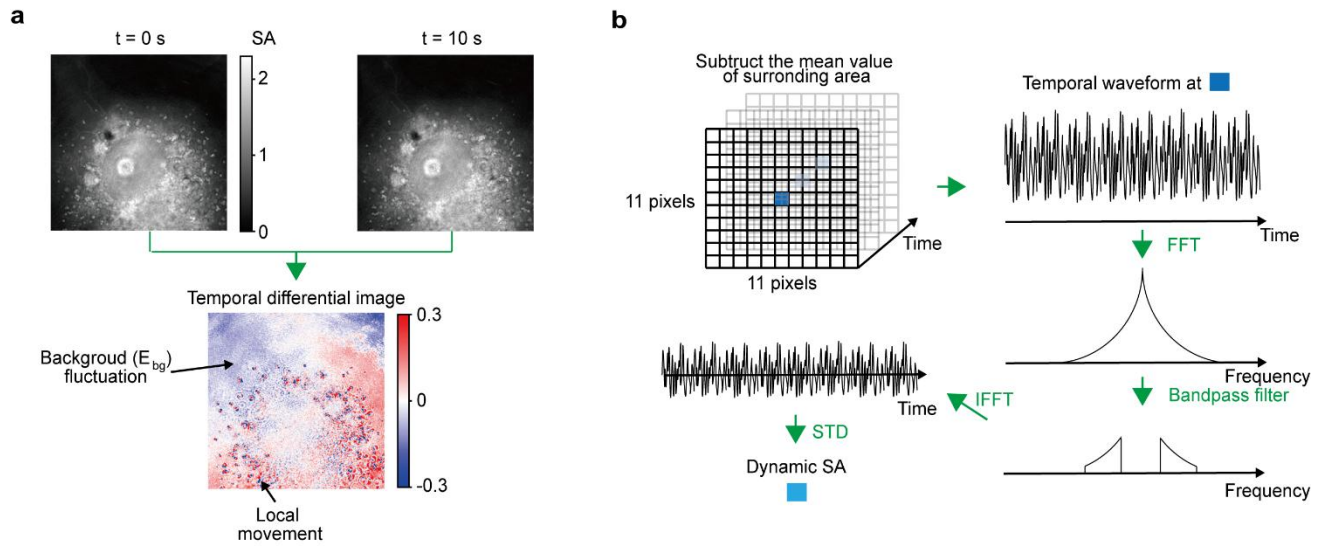 a
t = 0 s
SA
t = 10 s
2
1
0
Temporal differential image
0.3
0
-0.3
Backgroud (E_bg)
fluctuation
Local
movement
b
Subtruct the mean value
of surronding area
11 pixels
11 pixels
Time
Temporal waveform at
Time
FFT
Frequency
Bandpass filter
Frequency
IFFT
Time
STD
Dynamic SA